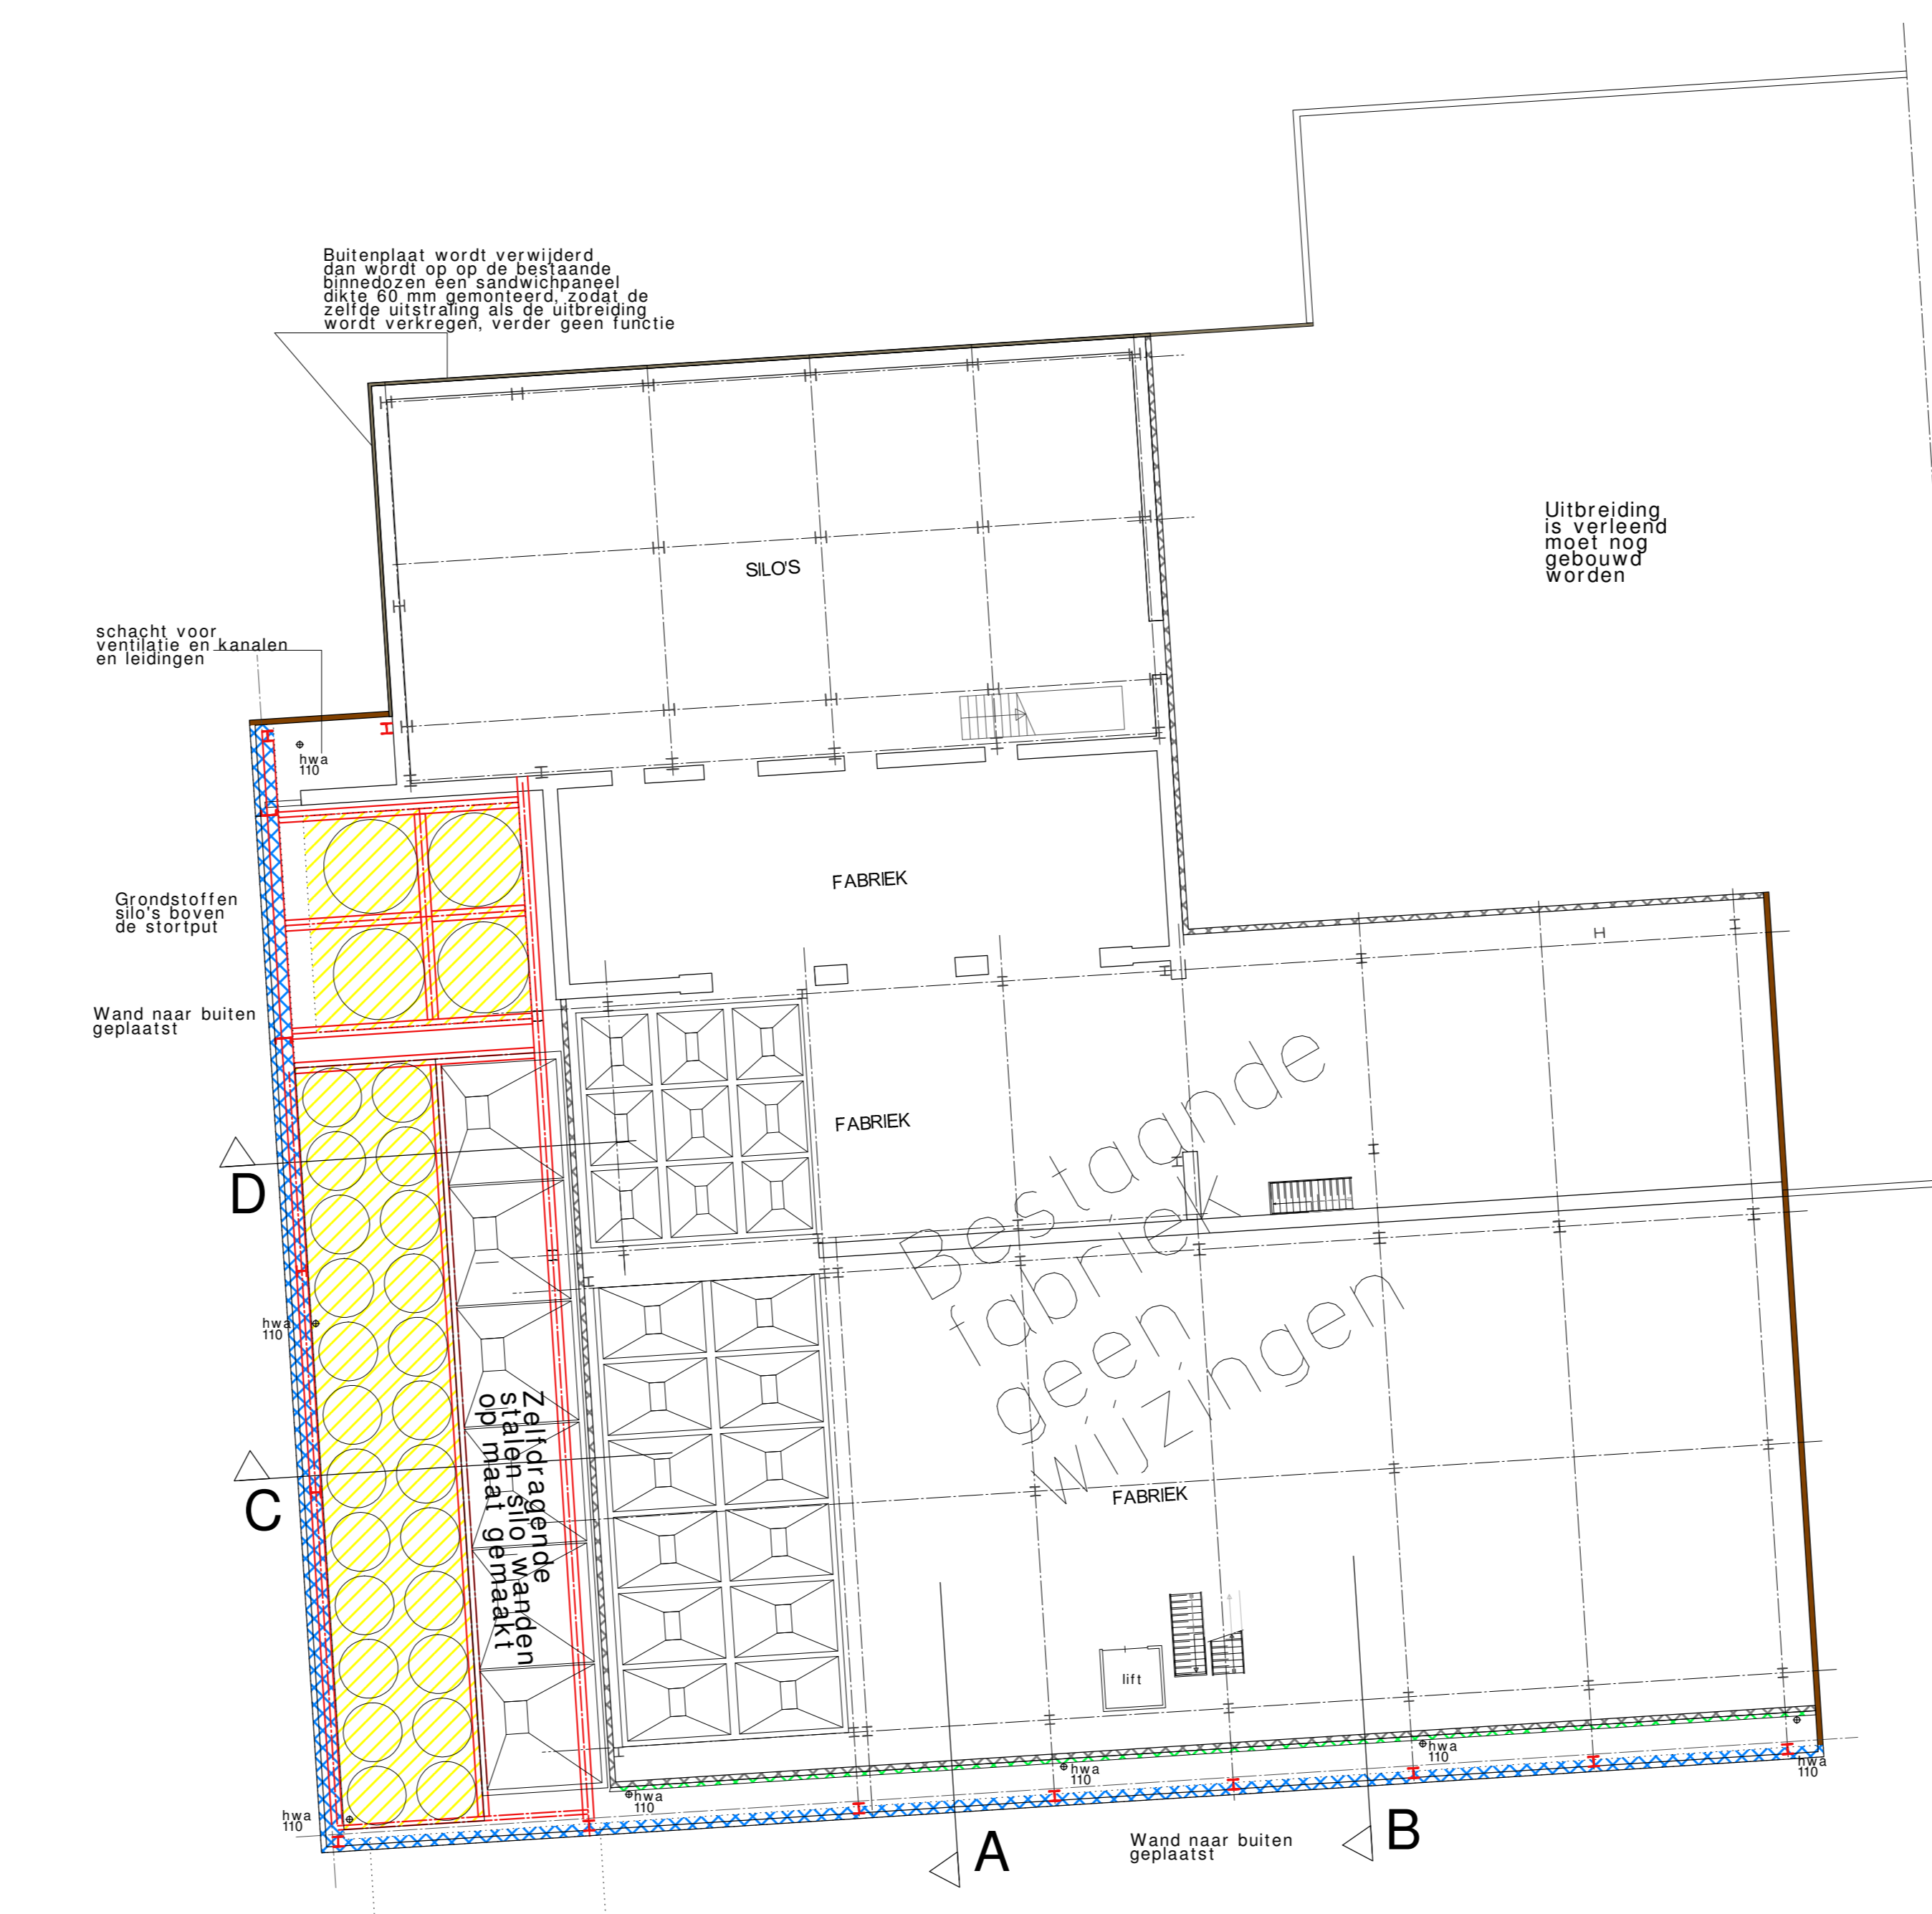 Buitenplaat wordt verwijderd
dan wordt op op de bestaande
binnedozen een sandwichpaneel
dikte 60 mm gemonteerd, zodat de
zelfde uitstraling als de uitbreiding
wordt verkregen, verder geen functie
Uitbreiding
is verleend
moet nog
gebouwd
worden
SILO'S
schacht voor
ventilatie en kanalen
en leidingen
hwa
110
FABRIEK
Grondstoffen
silo's boven
de stortput
Wand naar buiten
geplaatst
FABRIEK
Bestaande
fabriek
geen
wijzingen
D
hwa
110
Zelfdragende
stalen silo wanden
op maat gemaakt
C
FABRIEK
lift
hwa
110
hwa
110
hwa
110
hwa
110
hwa
110
A
Wand naar buiten
geplaatst
B